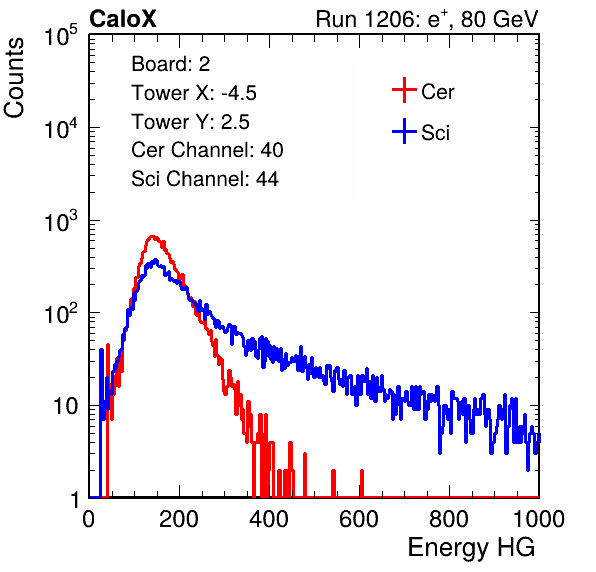 CaloX Run 1206: e⁺, 80 GeV
Counts
10⁵
10⁴
10³
10²
10
1
Board: 2
Tower X: -4.5
Tower Y: 2.5
Cer Channel: 40
Sci Channel: 44
Cer
Sci
0 200 400 600 800 1000
Energy HG